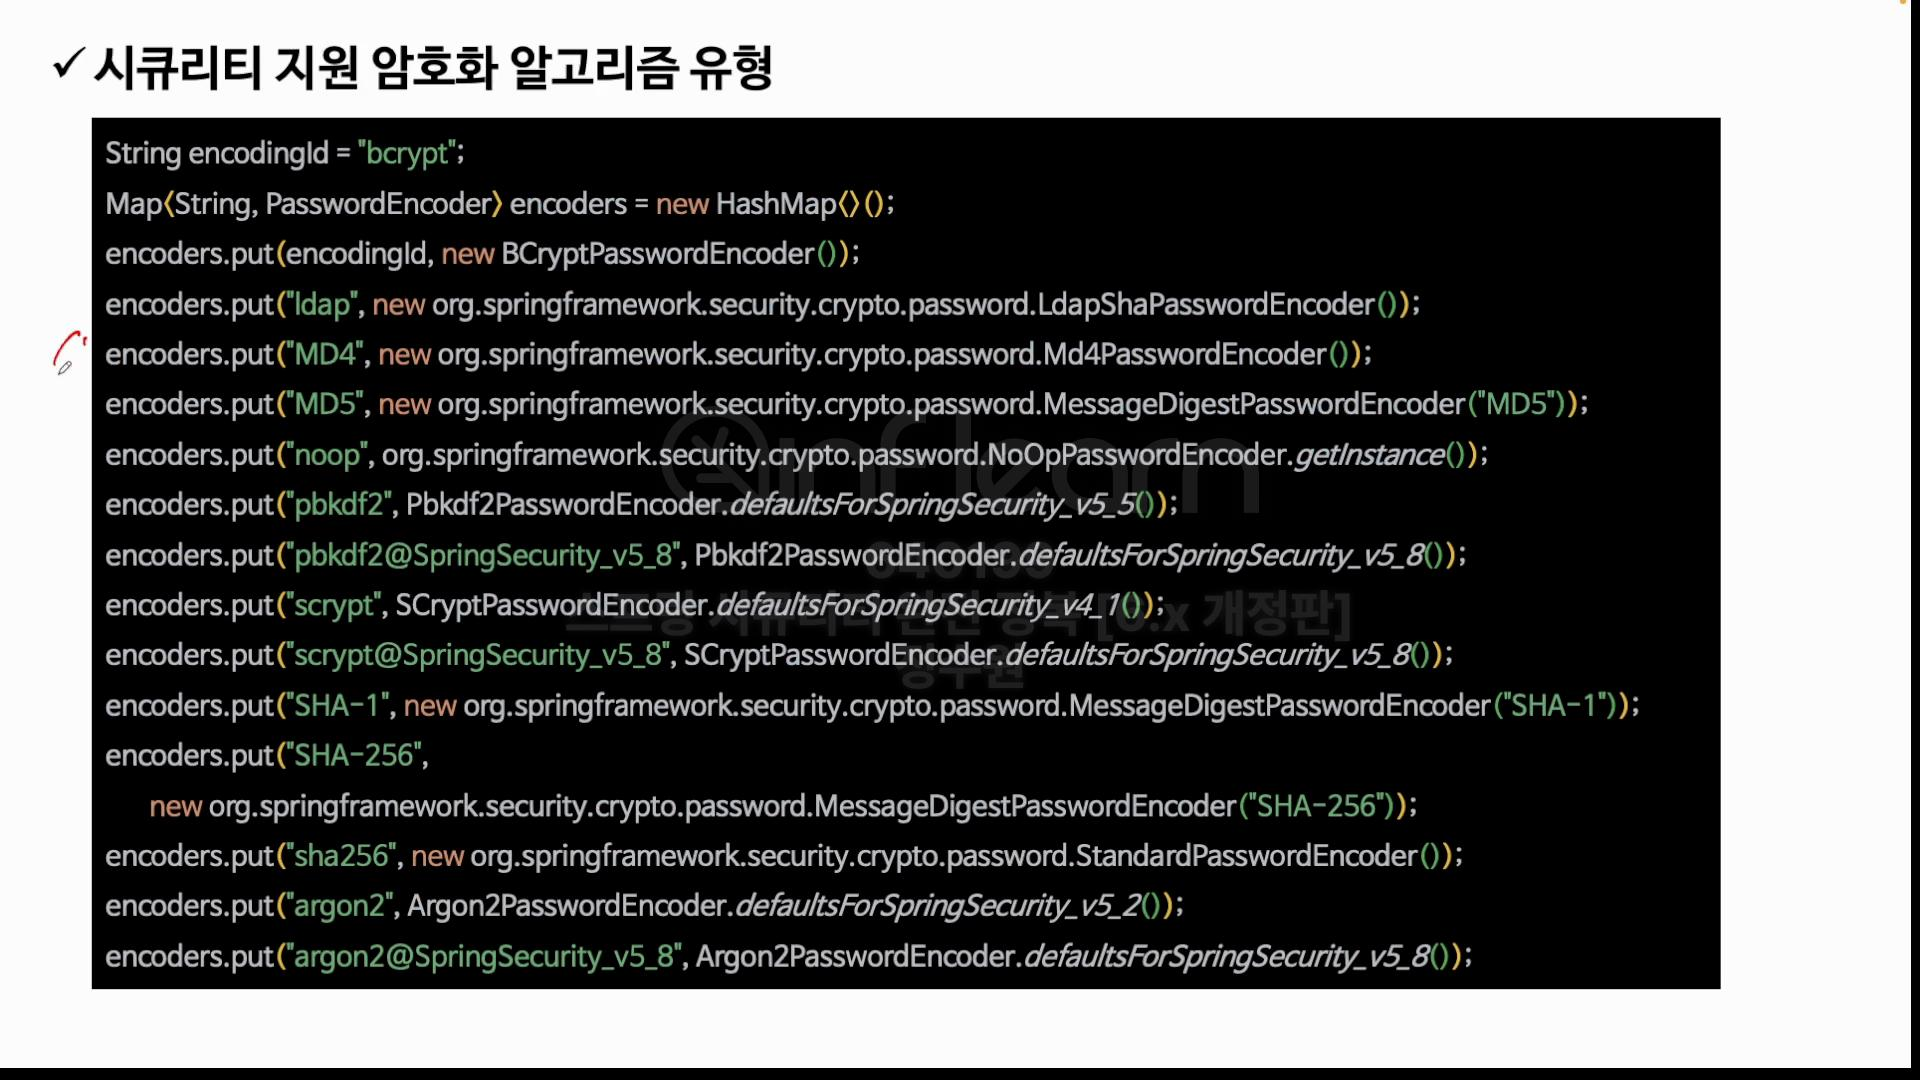 ✓ 시큐리티 지원 암호화 알고리즘 유형
String encodingId = "bcrypt";
Map<String, PasswordEncoder> encoders = new HashMap<>();
encoders.put(encodingId, new BCryptPasswordEncoder());
encoders.put("ldap", new org.springframework.security.crypto.password.LdapShaPasswordEncoder());
encoders.put("MD4", new org.springframework.security.crypto.password.Md4PasswordEncoder());
encoders.put("MD5", new org.springframework.security.crypto.password.MessageDigestPasswordEncoder("MD5"));
encoders.put("noop", org.springframework.security.crypto.password.NoOpPasswordEncoder.getInstance());
encoders.put("pbkdf2", Pbkdf2PasswordEncoder.defaultsForSpringSecurity_v5_5());
encoders.put("pbkdf2@SpringSecurity_v5_8", Pbkdf2PasswordEncoder.defaultsForSpringSecurity_v5_8());
encoders.put("scrypt", SCryptPasswordEncoder.defaultsForSpringSecurity_v4_1());
encoders.put("scrypt@SpringSecurity_v5_8", SCryptPasswordEncoder.defaultsForSpringSecurity_v5_8());
encoders.put("SHA-1", new org.springframework.security.crypto.password.MessageDigestPasswordEncoder("SHA-1"));
encoders.put("SHA-256",
new org.springframework.security.crypto.password.MessageDigestPasswordEncoder("SHA-256"));
encoders.put("sha256", new org.springframework.security.crypto.password.StandardPasswordEncoder());
encoders.put("argon2", Argon2PasswordEncoder.defaultsForSpringSecurity_v5_2());
encoders.put("argon2@SpringSecurity_v5_8", Argon2PasswordEncoder.defaultsForSpringSecurity_v5_8());
inflearn
개정판]